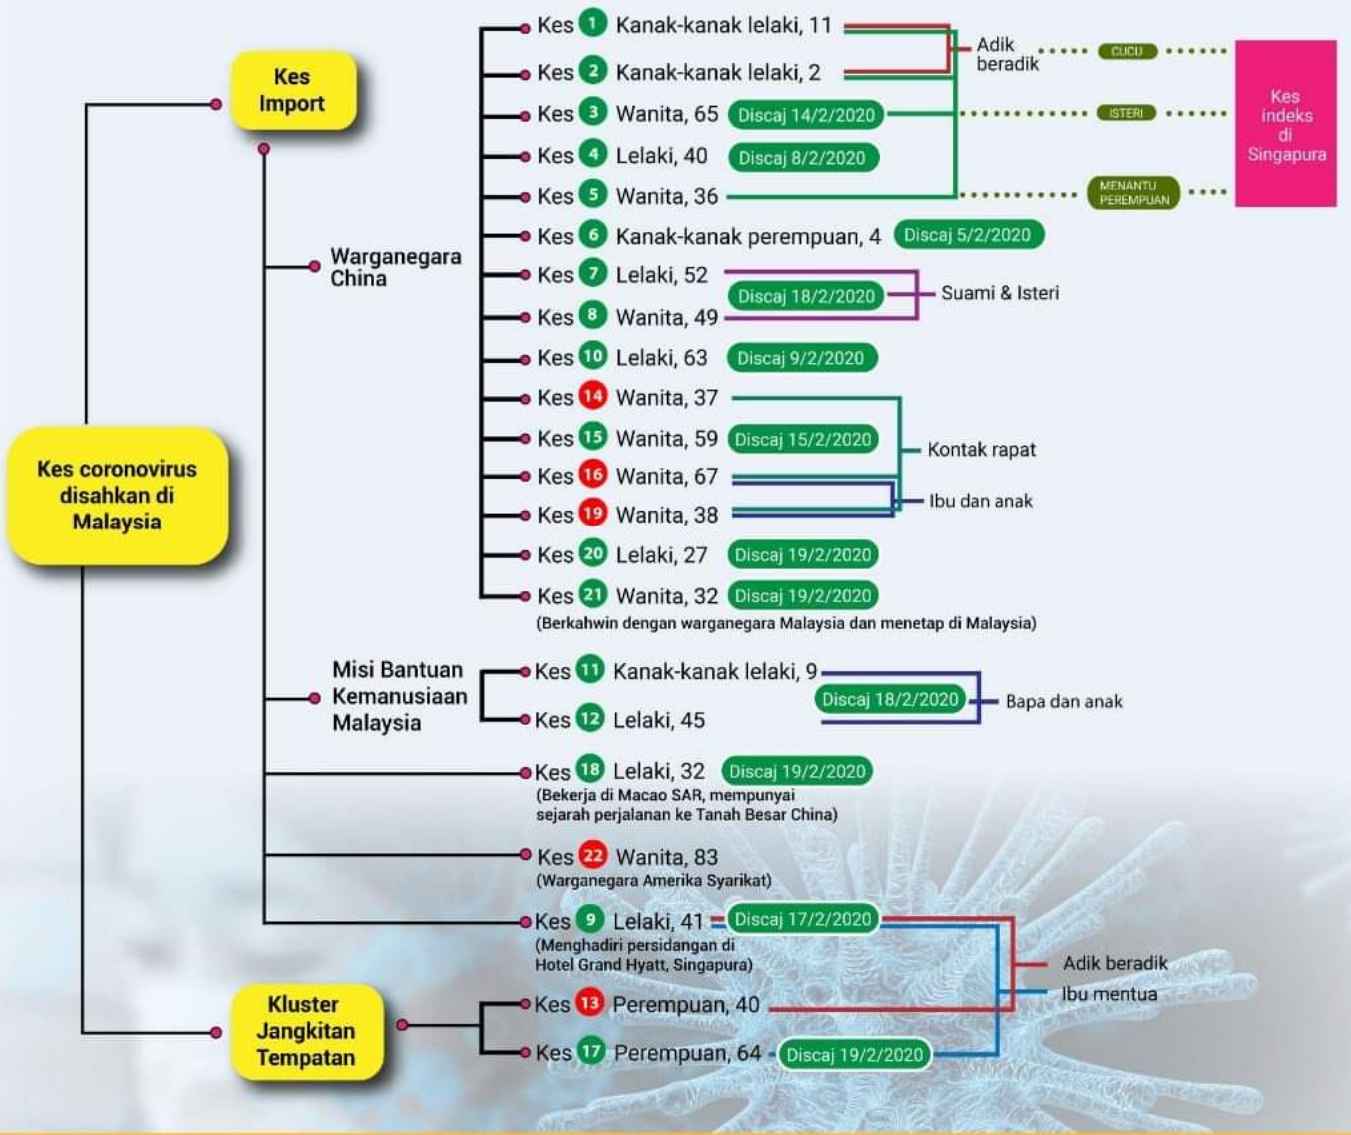 Kes coronovirus
disahkan di
Malaysia
Kes
Import
Warganegara
China
Kes 1 Kanak-kanak lelaki, 11
Kes 2 Kanak-kanak lelaki, 2
Adik
beradik
CUCU
Kes 3 Wanita, 65 Discaj 14/2/2020
ISTERI
Kes 4 Lelaki, 40 Discaj 8/2/2020
Kes 5 Wanita, 36
MENANTU
PEREMPUAN
Kes
indeks
di
Singapura
Kes 6 Kanak-kanak perempuan, 4 Discaj 5/2/2020
Kes 7 Lelaki, 52
Discaj 18/2/2020 Suami & Isteri
Kes 8 Wanita, 49
Kes 10 Lelaki, 63 Discaj 9/2/2020
Kes 14 Wanita, 37
Kes 15 Wanita, 59 Discaj 15/2/2020
Kontak rapat
Kes 16 Wanita, 67
Ibu dan anak
Kes 19 Wanita, 38
Kes 20 Lelaki, 27 Discaj 19/2/2020
Kes 21 Wanita, 32 Discaj 19/2/2020
(Berkahwin dengan warganegara Malaysia dan menetap di Malaysia)
Misi Bantuan
Kemanusiaan
Malaysia
Kes 11 Kanak-kanak lelaki, 9
Discaj 18/2/2020 Bapa dan anak
Kes 12 Lelaki, 45
Kes 18 Lelaki, 32 Discaj 19/2/2020
(Bekerja di Macao SAR, mempunyai
sejarah perjalanan ke Tanah Besar China)
Kes 22 Wanita, 83
(Warganegara Amerika Syarikat)
Kes 9 Lelaki, 41 Discaj 17/2/2020
(Menghadiri persidangan di
Hotel Grand Hyatt, Singapura)
Adik beradik
Ibu mentua
Kluster
Jangkitan
Tempatan
Kes 13 Perempuan, 40
Kes 17 Perempuan, 64 Discaj 19/2/2020